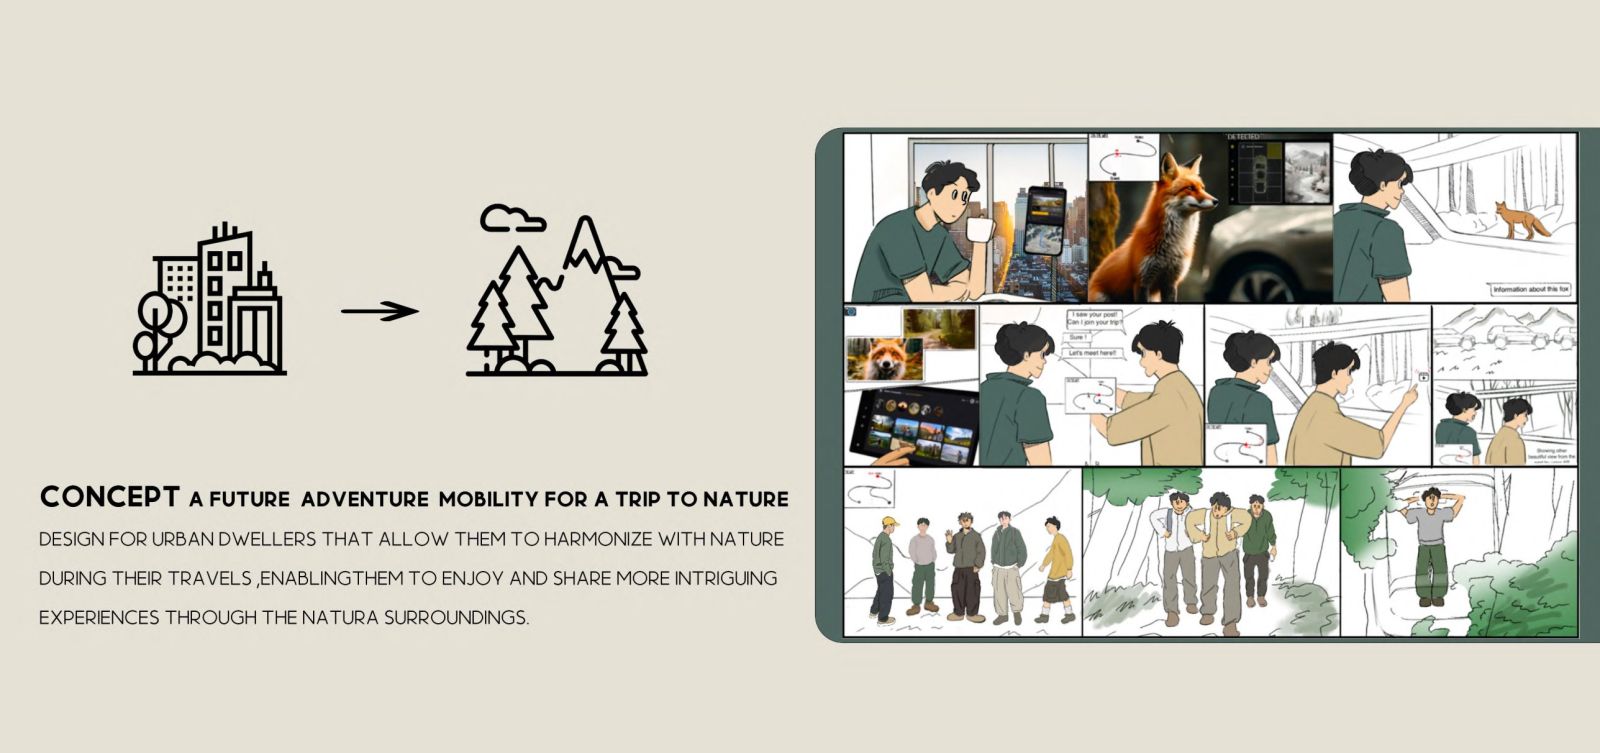 CONCEPT A FUTURE ADVENTURE MOBILITY FOR A TRIP TO NATURE
DESIGN FOR URBAN DWELLERS THAT ALLOW THEM TO HARMONIZE WITH NATURE
DURING THEIR TRAVELS ,ENABLINGTHEM TO ENJOY AND SHARE MORE INTRIGUING
EXPERIENCES THROUGH THE NATURA SURROUNDINGS.
DETECTED
Information about this fox
I saw your post!
Can I join your trip?
Sure !
Let's meet here!!
Showing other
beautiful view from the